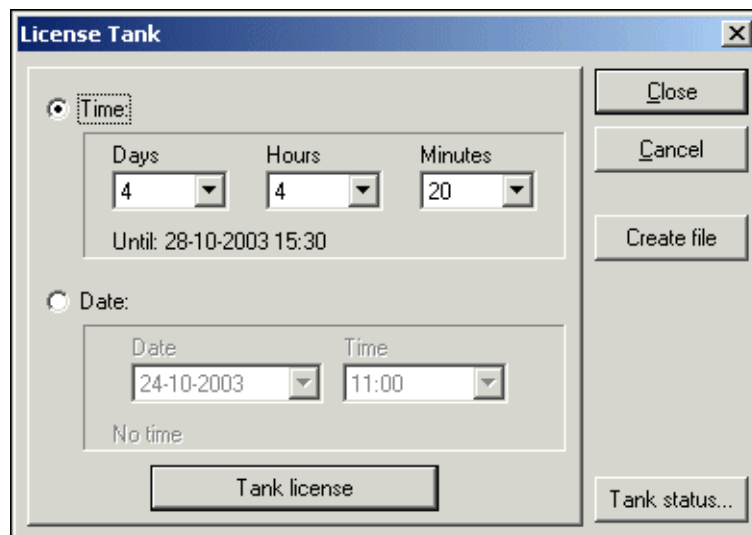 License Tank
Time:
Days Hours Minutes
4 4 20
Until: 28-10-2003 15:30
Date:
Date Time
24-10-2003 11:00
No time
Tank license
Close
Cancel
Create file
Tank status...